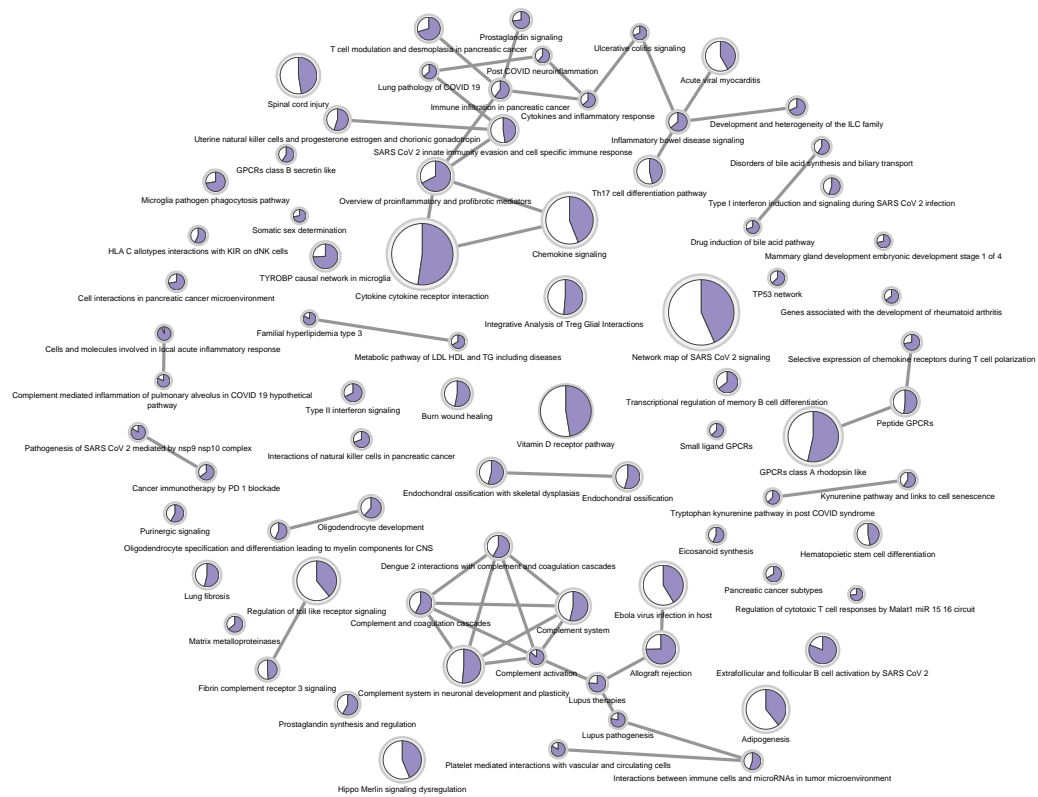 Prostaglandin signaling
T cell modulation and desmoplasia in pancreatic cancer
Ulcerative colitis signaling
Post COVID neuroinflammation
Acute viral myocarditis
Lung pathology of COVID 19
Spinal cord injury
Immune infiltration in pancreatic cancer
Cytokines and inflammatory response
Development and heterogeneity of the ILC family
Uterine natural killer cells and progesterone estrogen and chorionic gonadotropin
Inflammatory bowel disease signaling
SARS CoV 2 innate immunity evasion and cell specific immune response
Disorders of bile acid synthesis and biliary transport
GPCRs class B secretin like
Th17 cell differentiation pathway
Microglia pathogen phagocytosis pathway
Overview of proinflammatory and profibrotic mediators
Type I interferon induction and signaling during SARS CoV 2 infection
Somatic sex determination
Drug induction of bile acid pathway
HLA C allotypes interactions with KIR on dNK cells
Chemokine signaling
Mammary gland development embryonic development stage 1 of 4
TYROBP causal network in microglia
Cell interactions in pancreatic cancer microenvironment
Cytokine cytokine receptor interaction
TP53 network
Genes associated with the development of rheumatoid arthritis
Integrative Analysis of Treg Glial Interactions
Familial hyperlipidemia type 3
Cells and molecules involved in local acute inflammatory response
Metabolic pathway of LDL HDL and TG including diseases
Network map of SARS CoV 2 signaling
Selective expression of chemokine receptors during T cell polarization
Complement mediated inflammation of pulmonary alveolus in COVID 19 hypothetical
pathway
Type II interferon signaling
Burn wound healing
Transcriptional regulation of memory B cell differentiation
Peptide GPCRs
Pathogenesis of SARS CoV 2 mediated by nsp9 nsp10 complex
Interactions of natural killer cells in pancreatic cancer
Vitamin D receptor pathway
Small ligand GPCRs
GPCRs class A rhodopsin like
Cancer immunotherapy by PD 1 blockade
Endochondral ossification with skeletal dysplasias
Endochondral ossification
Kynurenine pathway and links to cell senescence
Tryptophan kynurenine pathway in post COVID syndrome
Purinergic signaling
Oligodendrocyte development
Oligodendrocyte specification and differentiation leading to myelin components for CNS
Eicosanoid synthesis
Hematopoietic stem cell differentiation
Dengue 2 interactions with complement and coagulation cascades
Lung fibrosis
Pancreatic cancer subtypes
Regulation of toll like receptor signaling
Ebola virus infection in host
Regulation of cytotoxic T cell responses by Malat1 miR 15 16 circuit
Complement and coagulation cascades
Complement system
Matrix metalloproteinases
Complement activation
Allograft rejection
Extrafollicular and follicular B cell activation by SARS CoV 2
Fibrin complement receptor 3 signaling
Complement system in neuronal development and plasticity
Lupus therapies
Prostaglandin synthesis and regulation
Lupus pathogenesis
Adipogenesis
Platelet mediated interactions with vascular and circulating cells
Interactions between immune cells and microRNAs in tumor microenvironment
Hippo Merlin signaling dysregulation